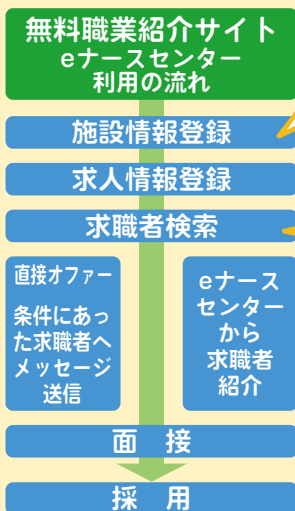 無料職業紹介サイト
eナースセンター
利用の流れ
施設情報登録
求人情報登録
求職者検索
直接オファー
条件にあっ
た求職者へ
メッセージ
送信
eナース
センター
から
求職者
紹介
面 接
採 用